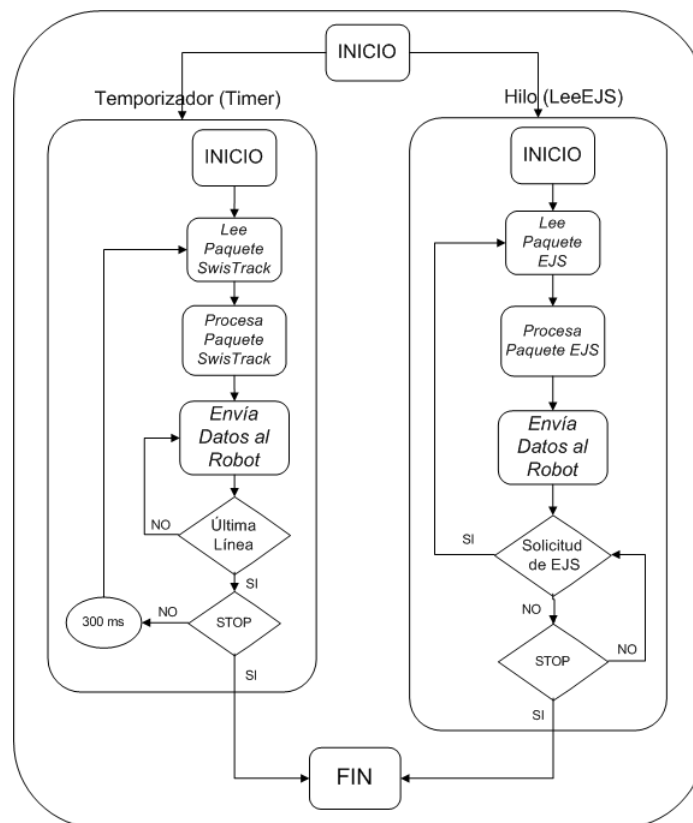 INICIO
Temporizador (Timer)
INICIO
Lee
Paquete
SwisTrack
Procesa
Paquete
SwisTrack
Envía
Datos al
Robot
NO
Última
Línea
SI
300 ms
NO
STOP
SI
Hilo (LeeEJS)
INICIO
Lee
Paquete
EJS
Procesa
Paquete EJS
Envía
Datos al
Robot
SI
Solicitud
de EJS
NO
STOP
NO
SI
FIN